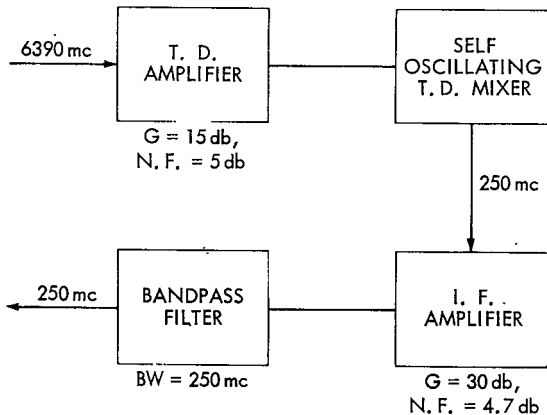 6390 mc
T. D.
AMPLIFIER
G = 15 db,
N. F. = 5 db
SELF
OSCILLATING
T. D. MIXER
250 mc
I. F.
AMPLIFIER
G = 30 db,
N. F. = 4.7 db
BANDPASS
FILTER
BW = 250 mc
250 mc